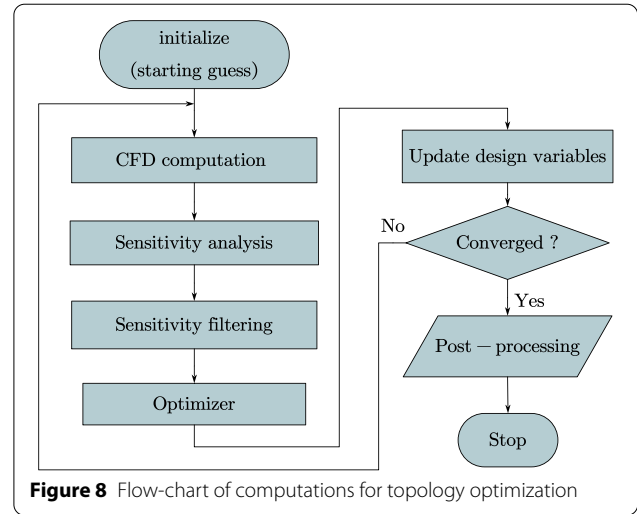 initialize
(starting guess)
CFD computation
Sensitivity analysis
Sensitivity filtering
Optimizer
Update design variables
No
Converged ?
Yes
Post – processing
Stop
Figure 8 Flow-chart of computations for topology optimization